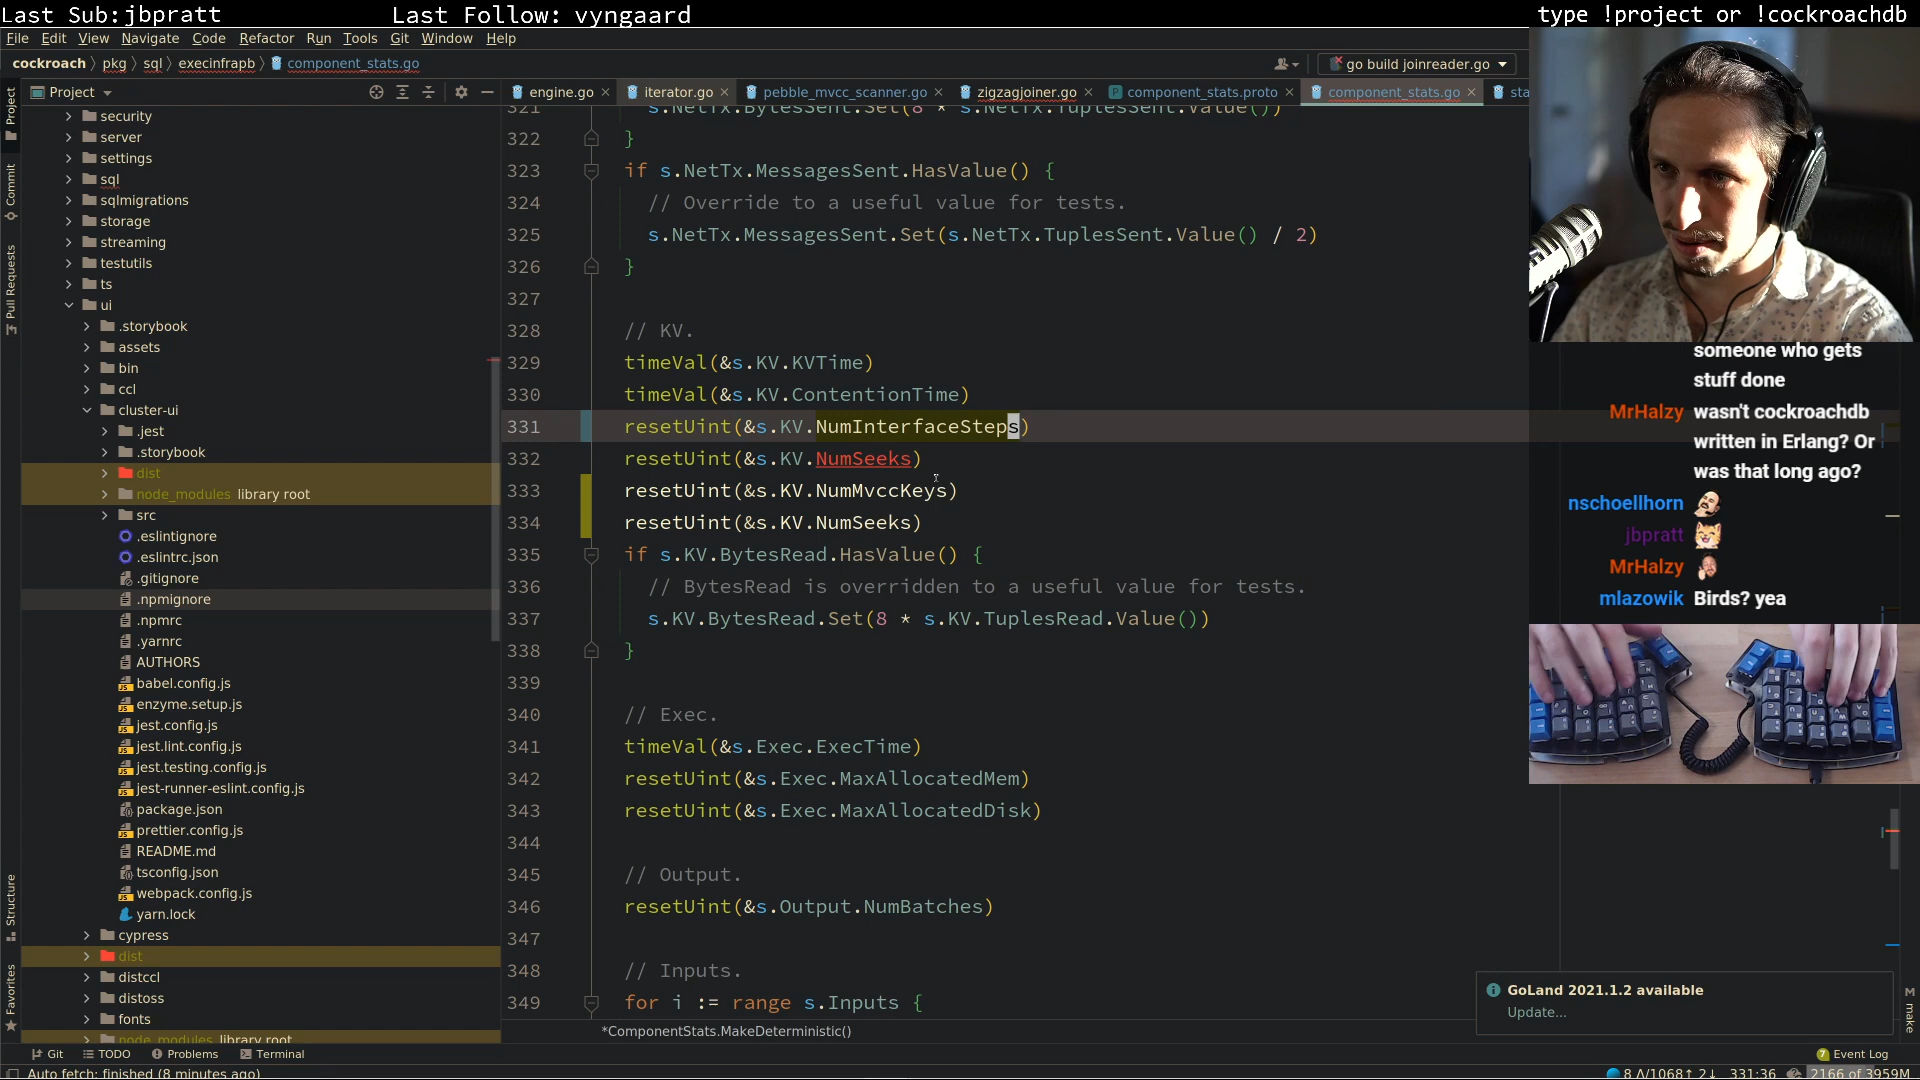 Last Sub:jbpratt
Last Follow: vyngaard
type !project or !cockroachdb
File Edit View Navigate Code Refactor Run Tools Git Window Help
cockroach pkg sql execinfrapb component_stats.go
go build joinreader.go
Project
engine.go
iterator.go
pebble_mvcc_scanner.go
zigzagjoiner.go
component_stats.proto
component_stats.go
sta
Project
Commit
Pull Requests
Structure
Favorites
security
server
settings
sql
sqlmigrations
storage
streaming
testutils
ts
ui
.storybook
assets
bin
ccl
cluster-ui
.jest
.storybook
dist
node_modules library root
src
.eslintignore
.eslintrc.json
.gitignore
.npmignore
.npmrc
.yarnrc
AUTHORS
babel.config.js
enzyme.setup.js
jest.config.js
jest.lint.config.js
jest.testing.config.js
jest-runner-eslint.config.js
package.json
prettier.config.js
README.md
tsconfig.json
webpack.config.js
yarn.lock
cypress
dist
distccl
distoss
fonts
node_modules library root
321 s.NetTx.BytesSent.Set(8 * s.NetTx.TuplesSent.Value())
322 }
323 if s.NetTx.MessagesSent.HasValue() {
324 // Override to a useful value for tests.
325 s.NetTx.MessagesSent.Set(s.NetTx.TuplesSent.Value() / 2)
326 }
327
328 // KV.
329 timeVal(&s.KV.KVTime)
330 timeVal(&s.KV.ContentionTime)
331 resetUint(&s.KV.NumInterfaceSteps)
332 resetUint(&s.KV.NumSeeks)
333 resetUint(&s.KV.NumMvccKeys)
334 resetUint(&s.KV.NumSeeks)
335 if s.KV.BytesRead.HasValue() {
336 // BytesRead is overridden to a useful value for tests.
337 s.KV.BytesRead.Set(8 * s.KV.TuplesRead.Value())
338 }
339
340 // Exec.
341 timeVal(&s.Exec.ExecTime)
342 resetUint(&s.Exec.MaxAllocatedMem)
343 resetUint(&s.Exec.MaxAllocatedDisk)
344
345 // Output.
346 resetUint(&s.Output.NumBatches)
347
348 // Inputs.
349 for i := range s.Inputs {
*ComponentStats.MakeDeterministic()
someone who gets
stuff done
MrHalzy wasn't cockroachdb
written in Erlang? Or
was that long ago?
nschoellhorn
jbpratt
MrHalzy
mlazowik Birds? yea
GoLand 2021.1.2 available
Update...
make
Git TODO Problems Terminal
7 Event Log
Auto fetch: finished (8 minutes ago)
8 Λ/1068↑ 2↓ 331:36 2166 of 3959M